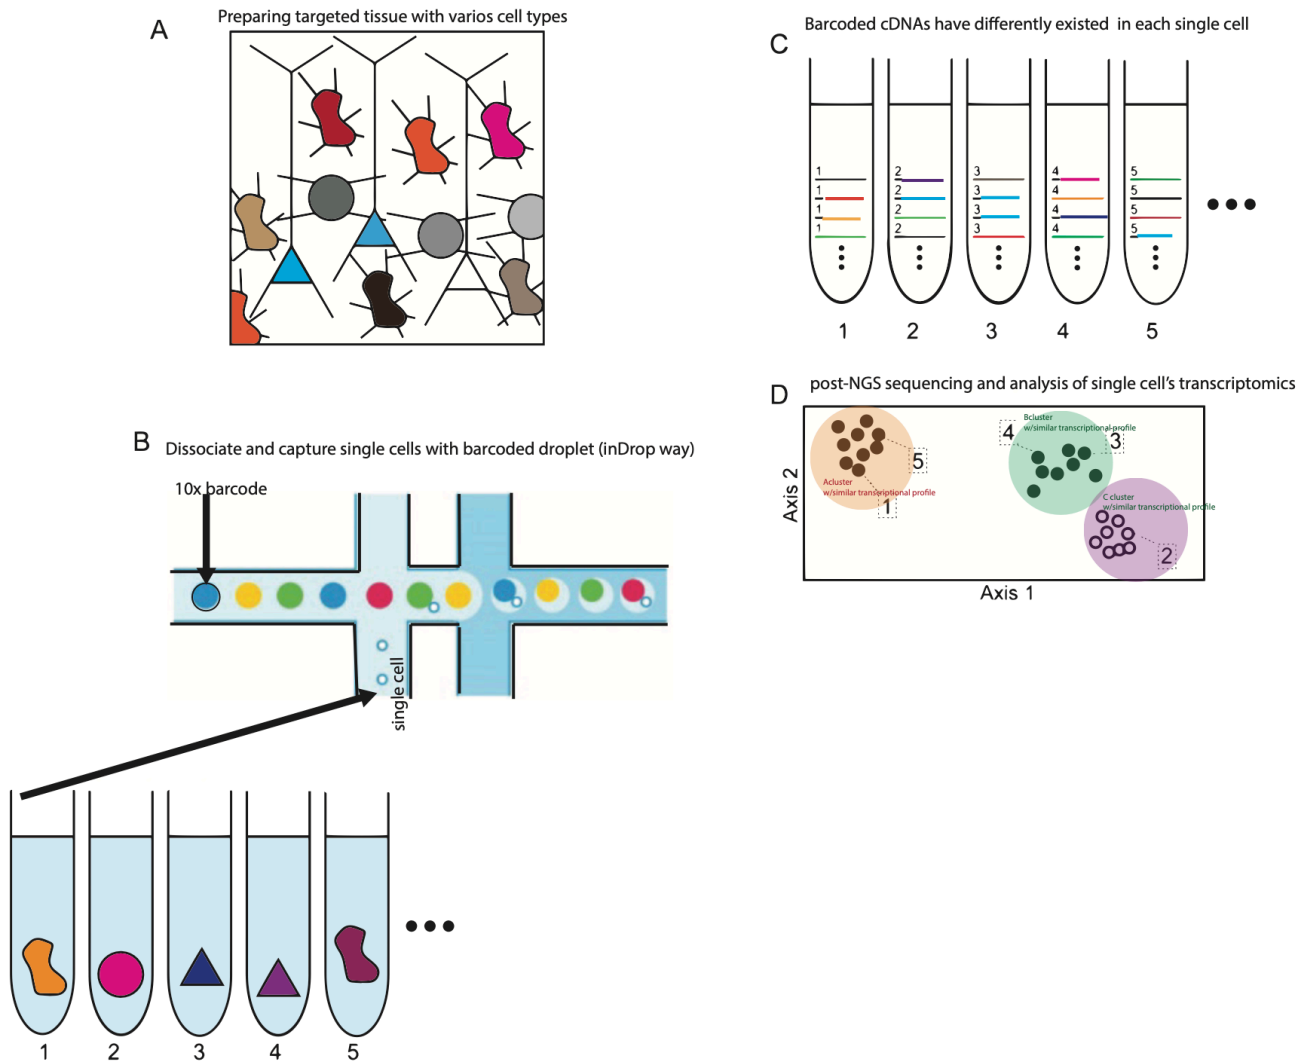 A
Preparing targeted tissue with varios cell types
B
Dissociate and capture single cells with barcoded droplet (inDrop way)
10x barcode
single cell
1 2 3 4 5
C
Barcoded cDNAs have differently existed in each single cell
1 2 3 4 5
1 2 3 4 5
1 2 3 4 5
1 2 3 4 5
1 2 3 4 5
D
post-NGS sequencing and analysis of single cell's transcriptomics
Axis 2
Acluster
w/similar transcriptional profile
5
1
Bcluster
w/similar transcriptional profile
4
3
C cluster
w/similar transcriptional profile
2
Axis 1